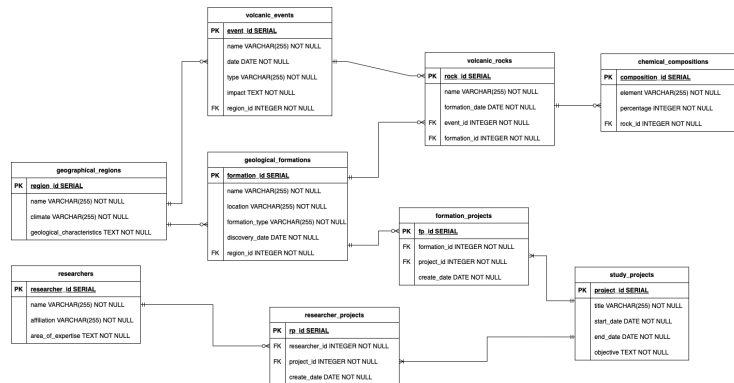 volcanic_events
PK event_id SERIAL
name VARCHAR(255) NOT NULL
date DATE NOT NULL
type VARCHAR(255) NOT NULL
impact TEXT NOT NULL
FK region_id INTEGER NOT NULL
volcanic_rocks
PK rock_id SERIAL
name VARCHAR(255) NOT NULL
formation_date DATE NOT NULL
FK event_id INTEGER NOT NULL
FK formation_id INTEGER NOT NULL
chemical_compositions
PK composition_id SERIAL
element VARCHAR(255) NOT NULL
percentage INTEGER NOT NULL
FK rock_id INTEGER NOT NULL
geographical_regions
PK region_id SERIAL
name VARCHAR(255) NOT NULL
climate VARCHAR(255) NOT NULL
geological_characteristics TEXT NOT NULL
geological_formations
PK formation_id SERIAL
name VARCHAR(255) NOT NULL
location VARCHAR(255) NOT NULL
formation_type VARCHAR(255) NOT NULL
discovery_date DATE NOT NULL
FK region_id INTEGER NOT NULL
formation_projects
PK fp_id SERIAL
FK formation_id INTEGER NOT NULL
FK project_id INTEGER NOT NULL
create_date DATE NOT NULL
researchers
PK researcher_id SERIAL
name VARCHAR(255) NOT NULL
affiliation VARCHAR(255) NOT NULL
area_of_expertise TEXT NOT NULL
researcher_projects
PK rp_id SERIAL
FK researcher_id INTEGER NOT NULL
FK project_id INTEGER NOT NULL
create_date DATE NOT NULL
study_projects
PK project_id SERIAL
title VARCHAR(255) NOT NULL
start_date DATE NOT NULL
end_date DATE NOT NULL
objective TEXT NOT NULL